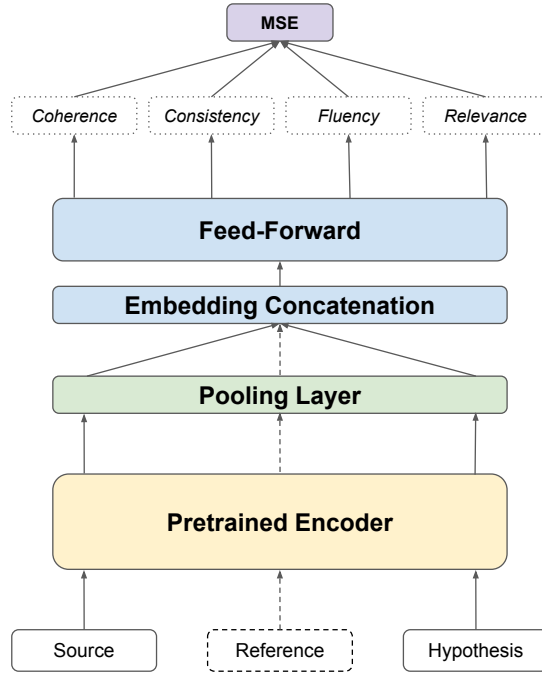 MSE
Coherence Consistency Fluency Relevance
Feed-Forward
Embedding Concatenation
Pooling Layer
Pretrained Encoder
Source Reference Hypothesis